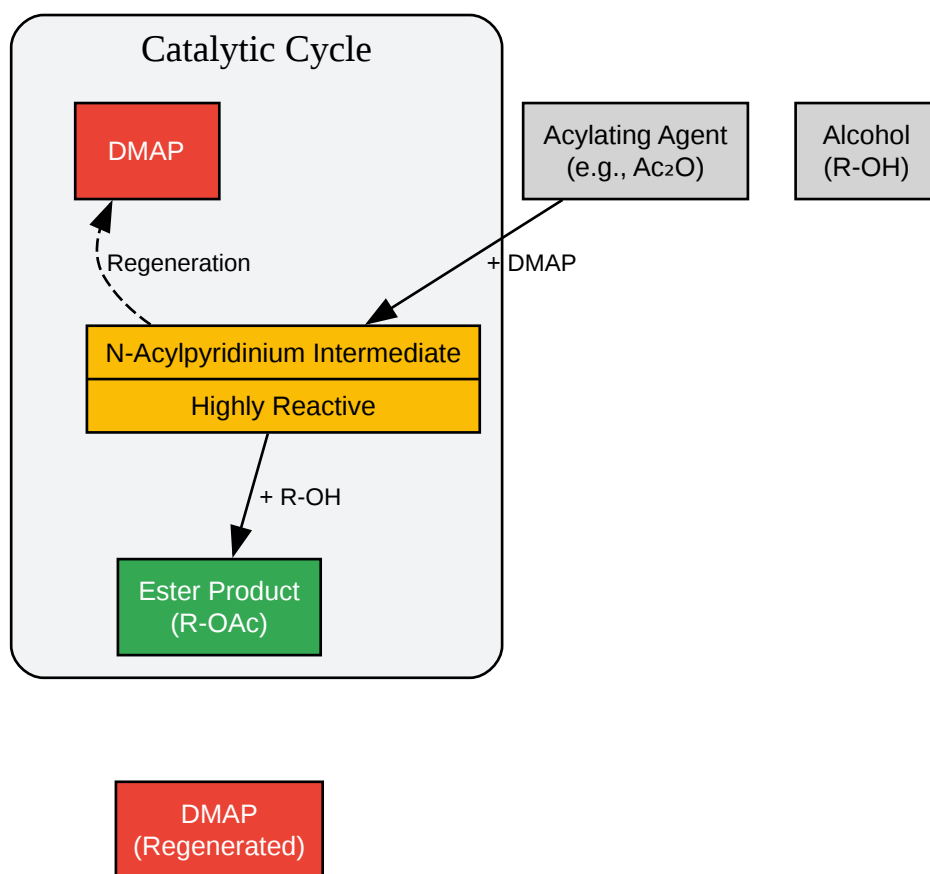 Catalytic Cycle
DMAP
Acylating Agent
(e.g., Ac₂O)
Alcohol
(R-OH)
Regeneration
+ DMAP
N-Acylpyridinium Intermediate
Highly Reactive
+ R-OH
Ester Product
(R-OAc)
DMAP
(Regenerated)